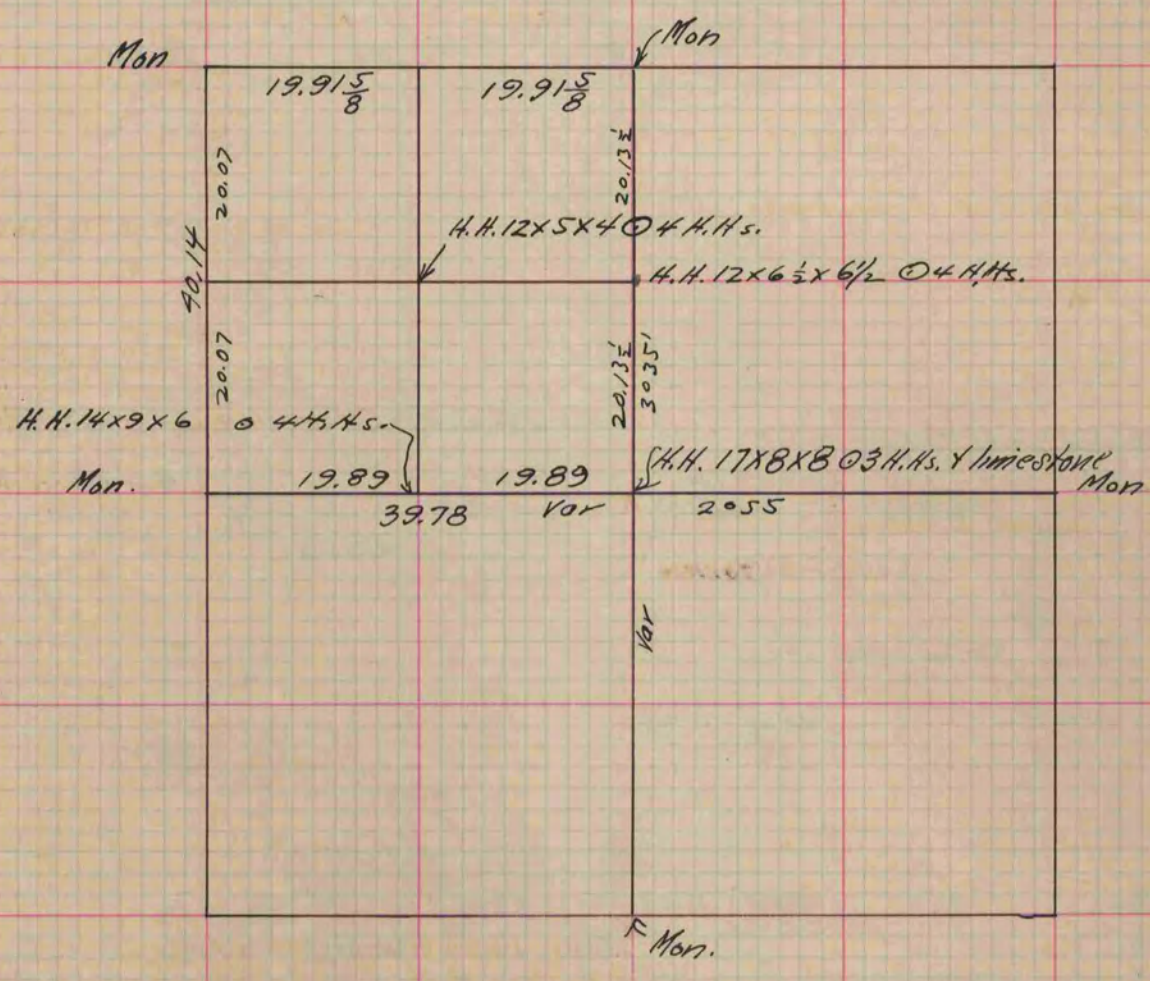 Mon
Mon
19.91 5/8
19.91 5/8
20.07
20.13½
H.H.12x5x4 ⊙ 4 H.Hs.
40.14
H.H.12x6½x6½ ⊙ 4 H.Hs.
20.07
20.13½
3°35'
H.H.14x9x6 ⊙ 4 H.Hs.
H.H. 17x8x8 ⊙ 3 H.Hs. & limestone
Mon.
19.89
19.89
Mon
39.78
Var
2°55
Var
Mon.